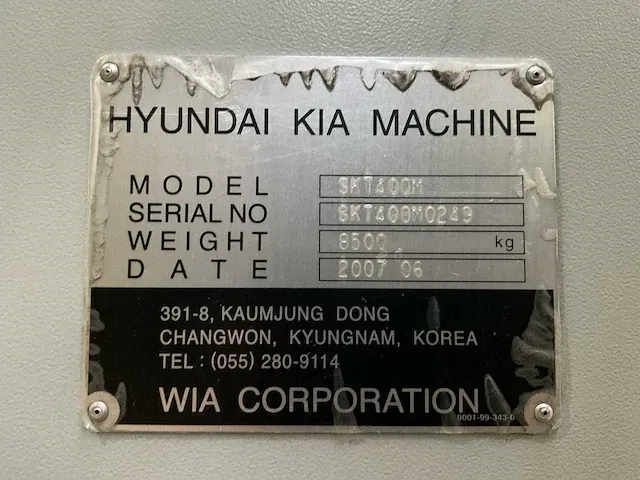 HYUNDAI KIA MACHINE
MODEL SKT400M
SERIAL NO SKT400M0249
WEIGHT 8500 kg
DATE 2007 06
391-8, KAUMJUNG DONG
CHANGWON, KYUNGNAM, KOREA
TEL : (055) 280-9114
WIA CORPORATION
9001-99-343-0